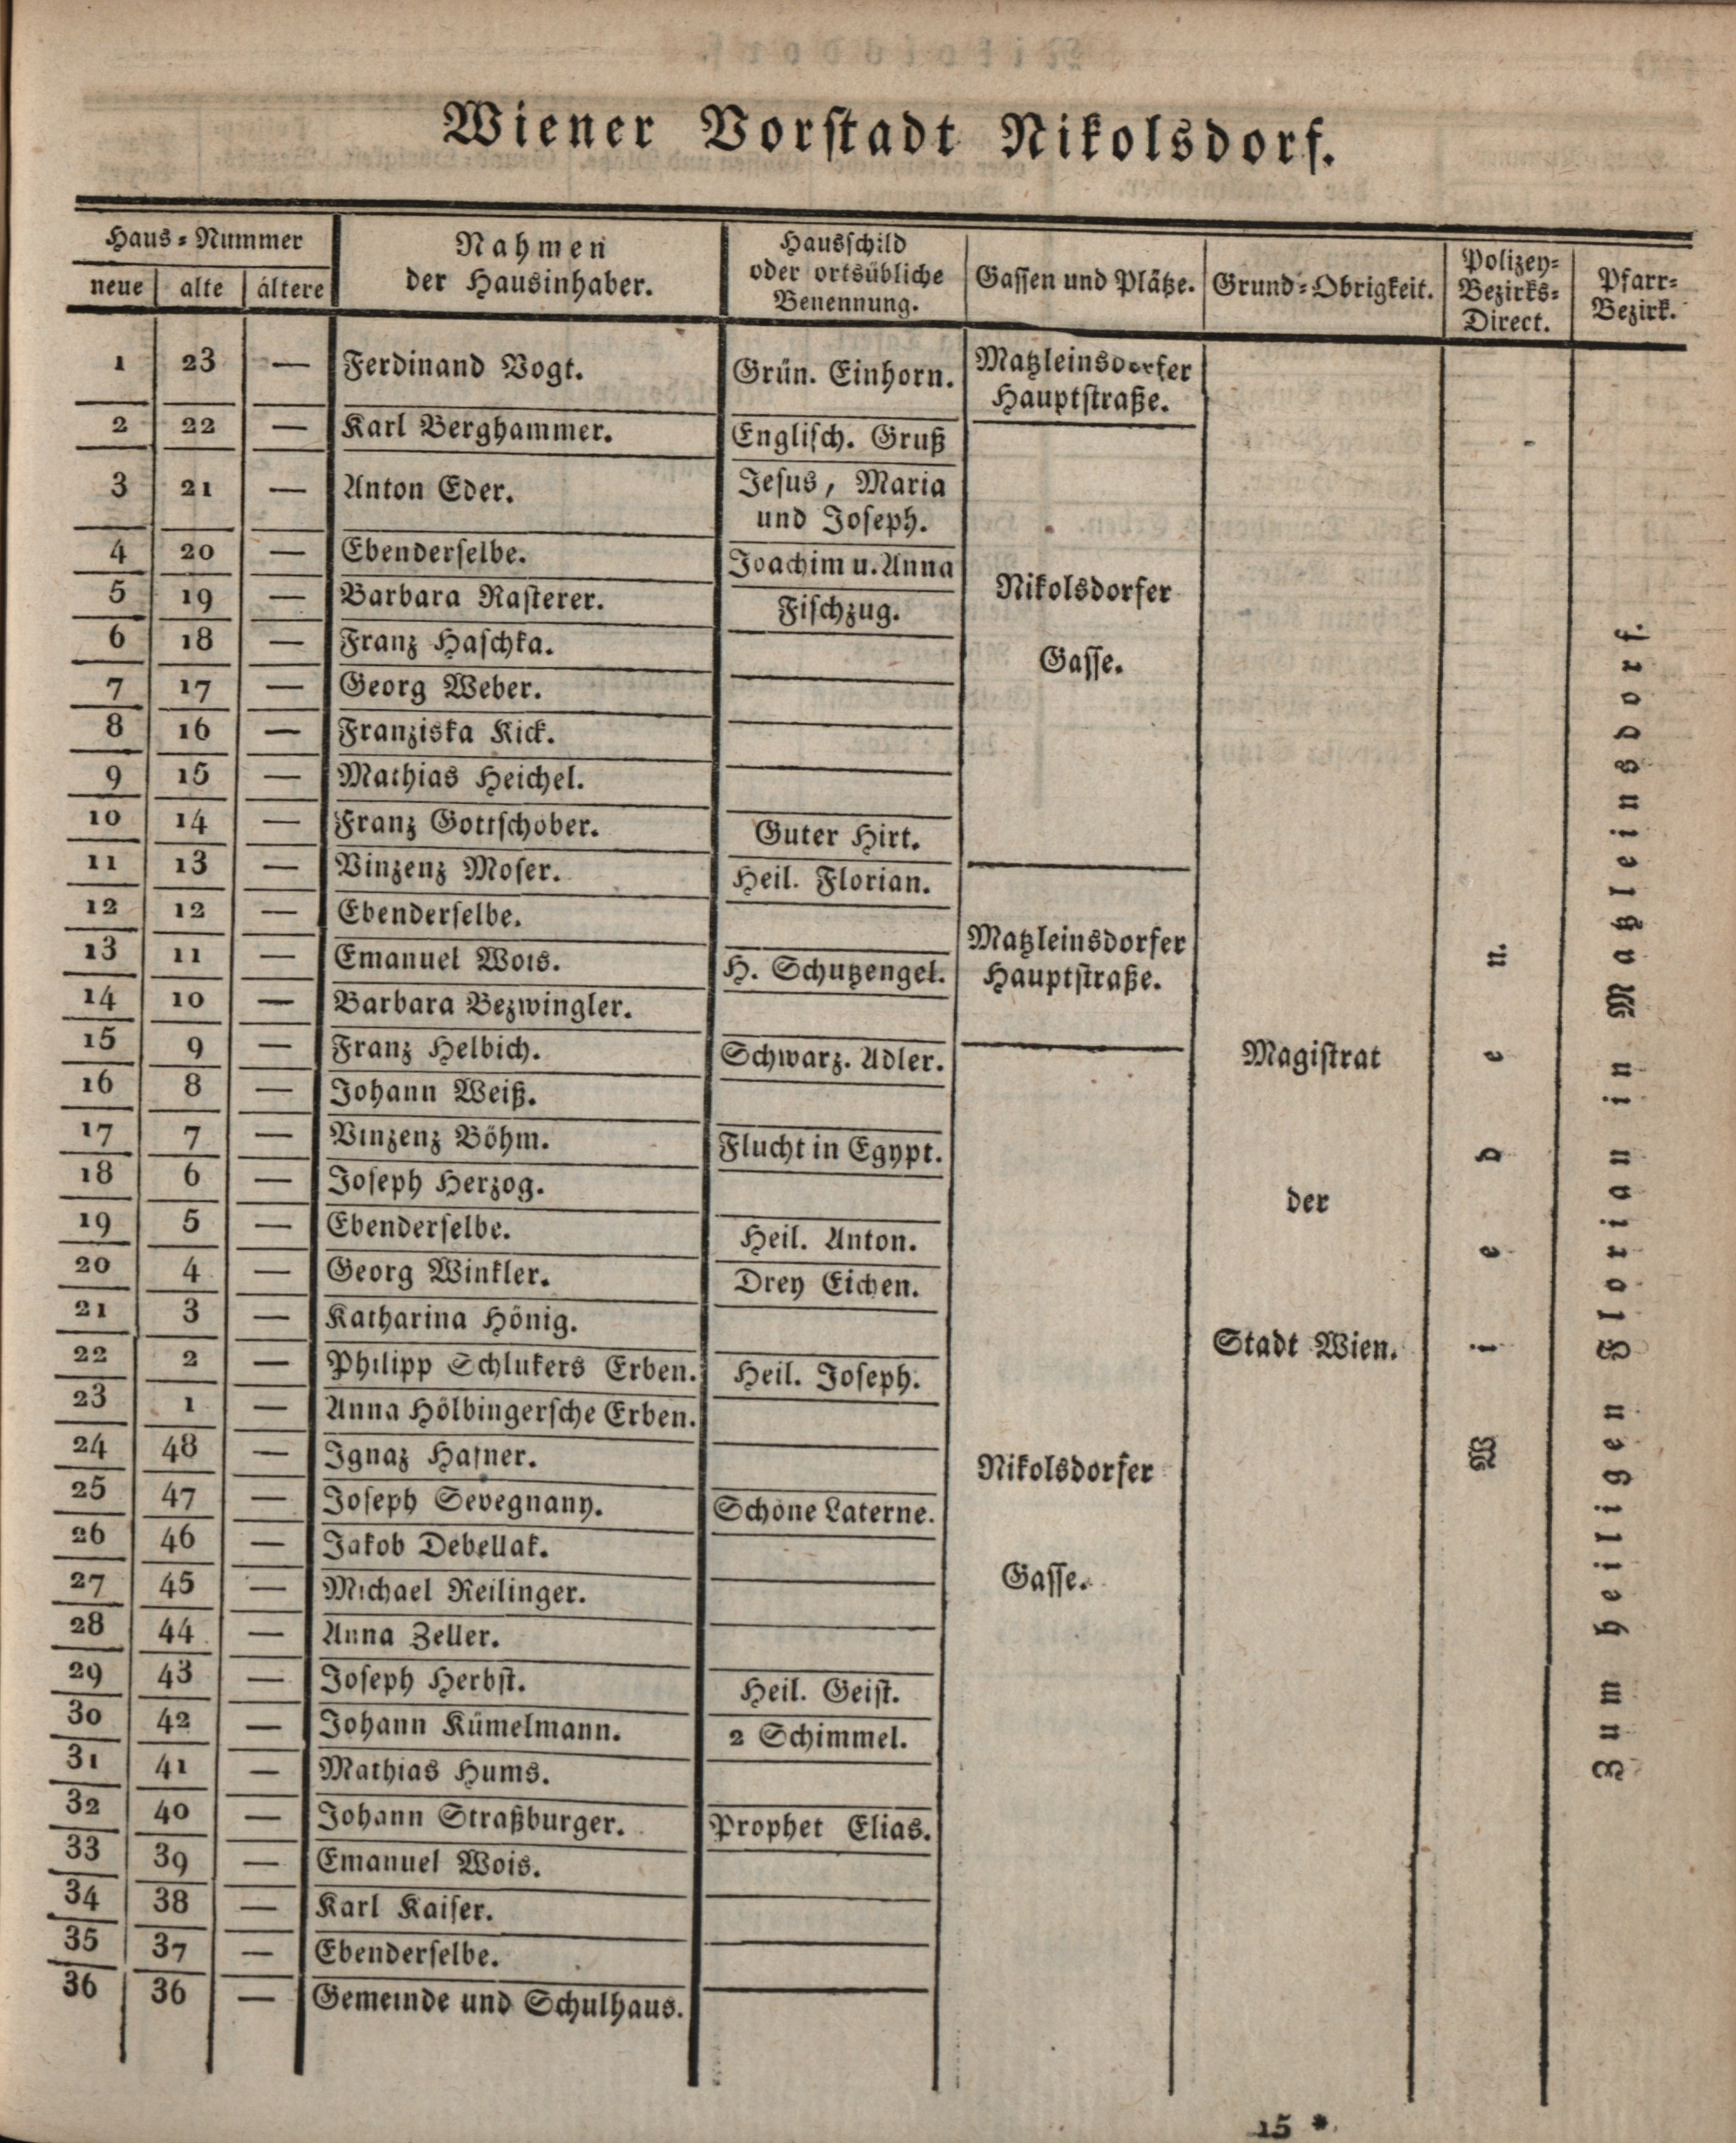 Wiener Vorstadt Nikolsdorf.
Haus-Nummer
neue alte ältere
Nahmen
der Hausinhaber.
Hausschild
oder ortsübliche
Benennung.
Gassen und Plätze.
Grund-Obrigkeit.
Polizey-
Bezirks-
Direct.
Pfarr-
Bezirk.
1 23 — Ferdinand Vogt. Grün. Einhorn. Matzleinsdorfer
Hauptstraße.
2 22 — Karl Berghammer. Englisch. Gruß
3 21 — Anton Eder. Jesus, Maria
und Joseph.
4 20 — Ebenderselbe. Joachim u. Anna
5 19 — Barbara Rasterer. Fischzug. Nikolsdorfer
6 18 — Franz Haschka. —
Gasse.
7 17 — Georg Weber. —
8 16 — Franziska Kick. —
9 15 — Mathias Heichel.
10 14 — Franz Gottschober. Guter Hirt.
11 13 — Vinzenz Moser. Heil. Florian.
12 12 — Ebenderselbe.
Matzleinsdorfer
13 11 — Emanuel Wois. H. Schutzengel. Hauptstraße.
14 10 — Barbara Bezwingler.
15 9 — Franz Helbich. Schwarz. Adler. Magistrat
16 8 — Johann Weiß.
17 7 — Vinzenz Böhm. Flucht in Egypt.
18 6 — Joseph Herzog. der
19 5 — Ebenderselbe. Heil. Anton.
20 4 — Georg Winkler. Drey Eichen.
21 3 — Katharina Hönig. Stadt Wien.
22 2 — Philipp Schlukers Erben. Heil. Joseph.
23 1 — Anna Hölbingersche Erben.
24 48 — Ignaz Hafner. Nikolsdorfer
25 47 — Joseph Sevegnany. Schöne Laterne.
26 46 — Jakob Debellak.
Gasse.
27 45 — Michael Reilinger.
28 44 — Anna Zeller.
29 43 — Joseph Herbst. Heil. Geist.
30 42 — Johann Kümelmann. 2 Schimmel.
31 41 — Mathias Hums.
32 40 — Johann Straßburger. Prophet Elias.
33 39 — Emanuel Wois.
34 38 — Karl Kaiser.
35 37 — Ebenderselbe.
36 36 — Gemeinde und Schulhaus.
Wieden.
Zum heiligen Florian in Matzleinsdorf.
15 *